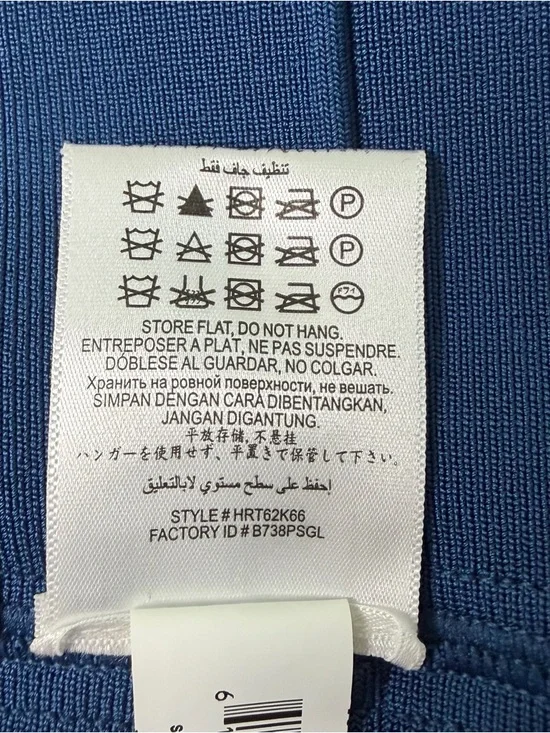 تنظيف جاف فقط
P
P
ドライ
STORE FLAT, DO NOT HANG.
ENTREPOSER A PLAT, NE PAS SUSPENDRE.
DÓBLESE AL GUARDAR, NO COLGAR.
Хранить на ровной поверхности, не вешать.
SIMPAN DENGAN CARA DIBENTANGKAN,
JANGAN DIGANTUNG.
平放存储, 不悬挂
ハンガーを使用せず、平置きで保管して下さい。
إحفظ على سطح مستوي لابالتعليق
STYLE # HRT62K66
FACTORY ID # B738PSGL